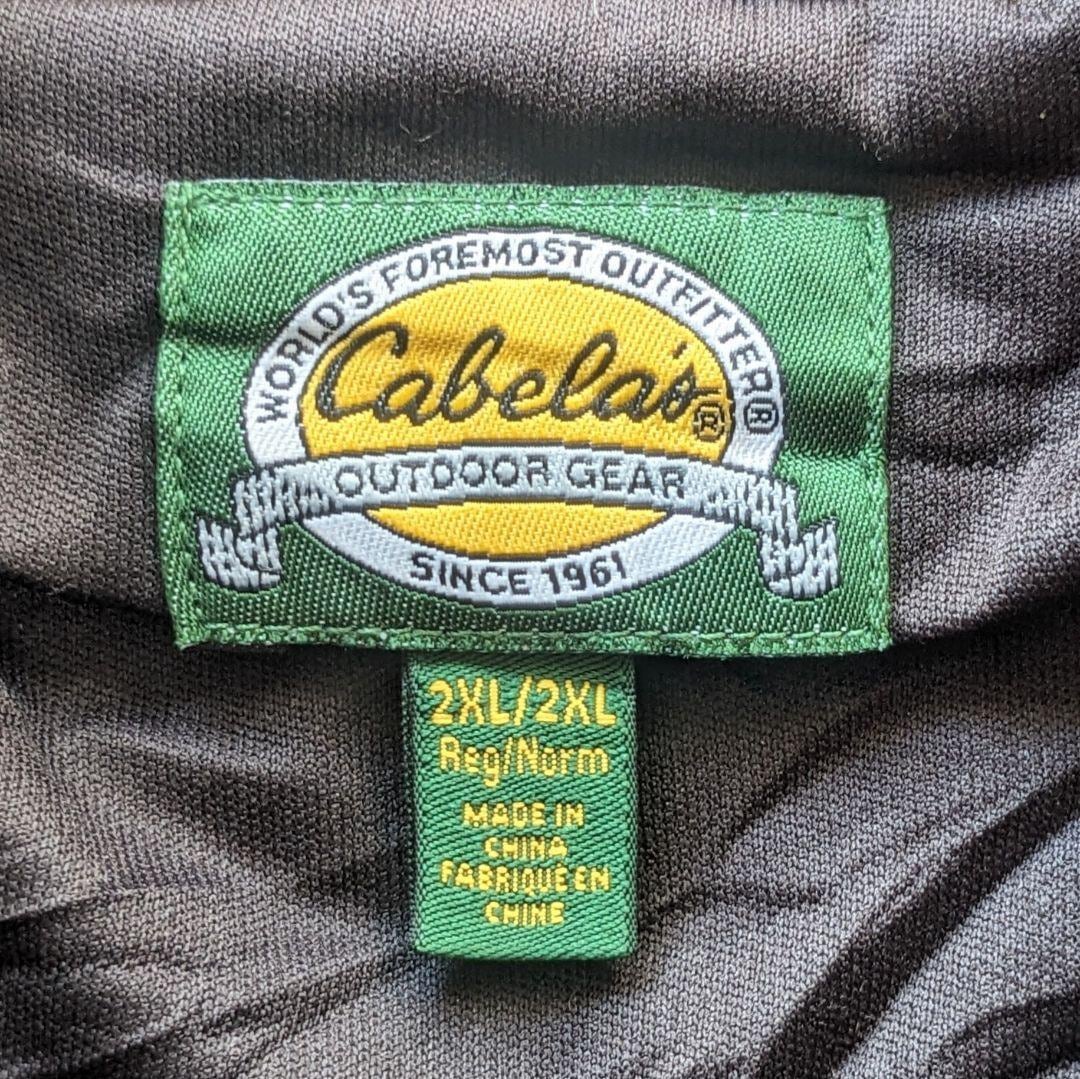 WORLD'S FOREMOST OUTFITTER®
Cabela's®
OUTDOOR GEAR
SINCE 1961
2XL/2XL
Reg/Norm
MADE IN
CHINA
FABRIQUÉ EN
CHINE